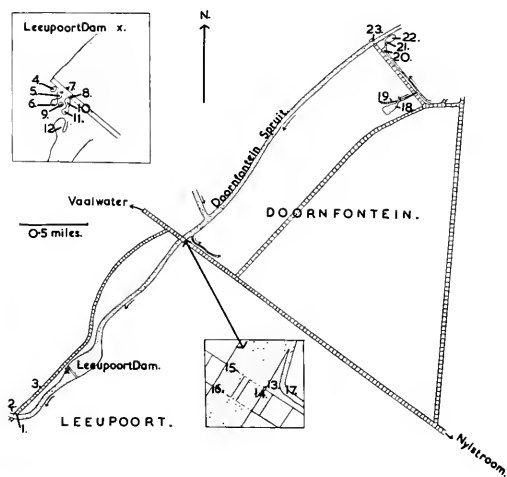 LeeupoortDam x.
4.
7.
5.
8.
6.
10.
9.
11.
12
N.
23.
22.
21.
20.
19.
18.
Doornfontein Spruit.
Vaalwater
DOORNFONTEIN.
0·5 miles.
15.
13.
17.
16.
14.
3.
x
LeeupoortDam.
2.
1.
LEEUPOORT.
Nylstroom.